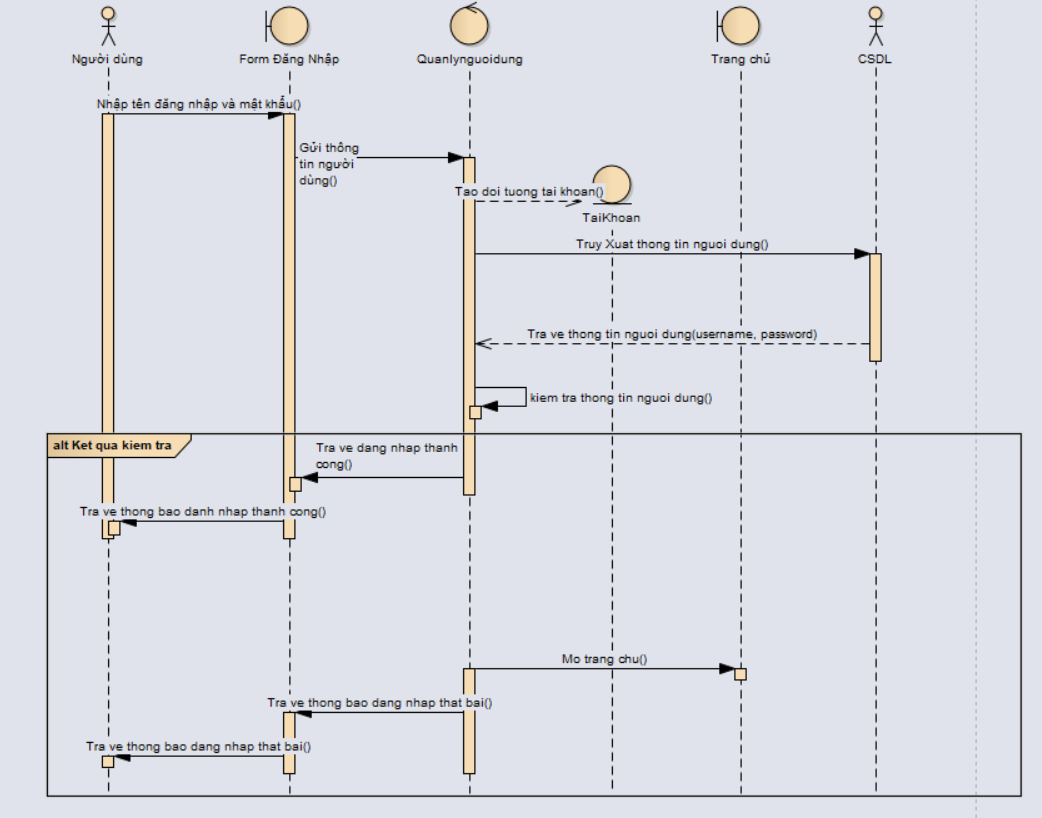 Người dùng
Form Đăng Nhập
Quanlynguoidung
Trang chủ
CSDL
Nhập tên đăng nhập và mật khẩu()
Gửi thông
tin người
dùng()
Tao doi tuong tai khoan()
TaiKhoan
Truy Xuat thong tin nguoi dung()
Tra ve thong tin nguoi dung(username, password)
kiem tra thong tin nguoi dung()
alt Ket qua kiem tra
Tra ve dang nhap thanh
cong()
Tra ve thong bao danh nhap thanh cong()
Mo trang chu()
Tra ve thong bao dang nhap that bai()
Tra ve thong bao dang nhap that bai()